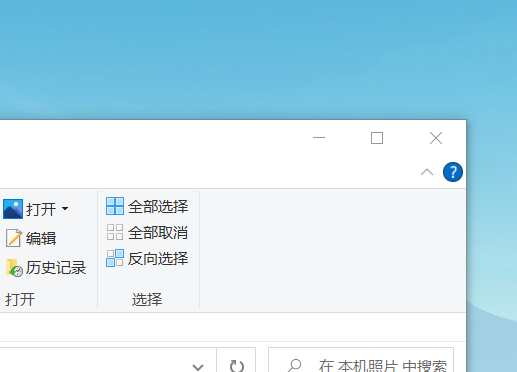 ?
打开
编辑
历史记录
打开
全部选择
全部取消
反向选择
选择
在 本机照片 中搜索